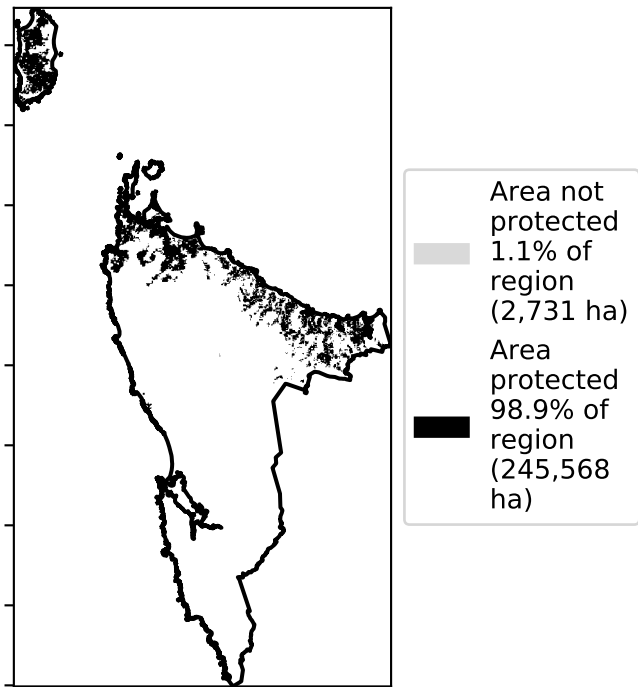 Area not
protected
1.1% of
region
(2,731 ha)
Area
protected
98.9% of
region
(245,568
ha)